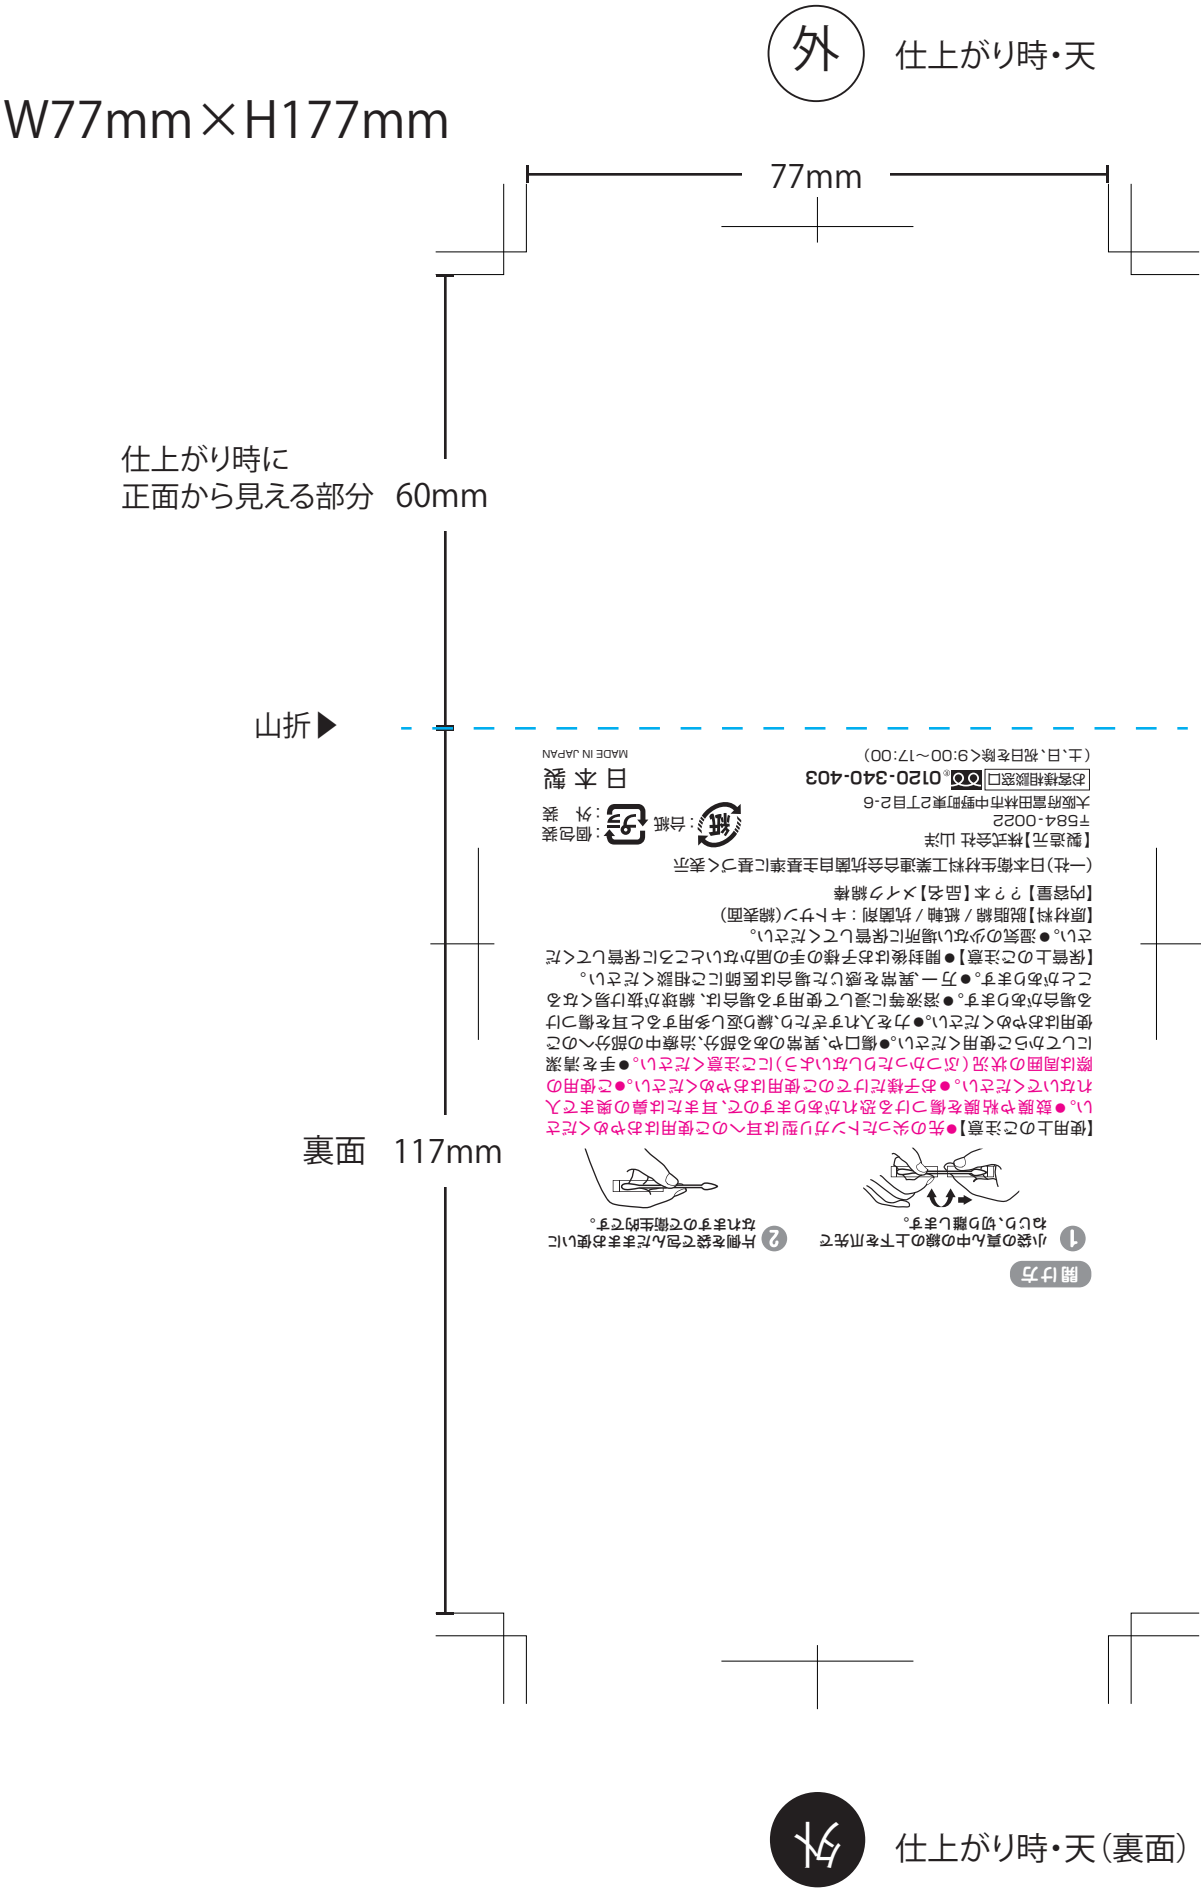 外 仕上がり時・天
W77mm×H177mm
77mm
仕上がり時に
正面から見える部分 60mm
山折▶
裏面 117mm
開け方
1 小袋の真ん中の線の上下を爪先で
ねじり、切り離します。
2 片側を袋で包んだままお使いに
なれますので衛生的です。
【使用上のご注意】●先の尖ったトンガリ型は耳へのご使用はおやめくださ
い。●鼓膜や粘膜を傷つける恐れがありますので、耳または鼻の奥まで入
れないでください。●お子様だけでのご使用はおやめください。●ご使用の
際は周囲の状況(ぶつかったりしないよう)にご注意ください。●手を清潔
にしてからご使用ください。●傷口や、異常のある部分、治療中の部分へのご
使用はおやめください。●力を入れすぎたり、繰り返し多用すると耳を傷つけ
る場合があります。●溶液等に浸して使用する場合は、綿球が抜け易くなる
ことがあります。●万一、異常を感じた場合は医師にご相談ください。
【保管上のご注意】●開封後はお子様の手の届かないところに保管してくだ
さい。●湿気の少ない場所に保管してください。
【原材料】脱脂綿 / 紙軸 / 抗菌剤：キトサン(綿表面)
【内容量】？？本【品名】メイク綿棒
(一社)日本衛生材料工業連合会抗菌自主基準に基づく表示
【製造元】株式会社 山洋
〒584-0022
大阪府富田林市中野町東2丁目2-6
お客様相談窓口 ®0120-340-403
(土、日、祝日を除く9:00～17:00)
紙：台紙
プラ：個包装
：外 装
日本製
MADE IN JAPAN
外 仕上がり時・天(裏面)